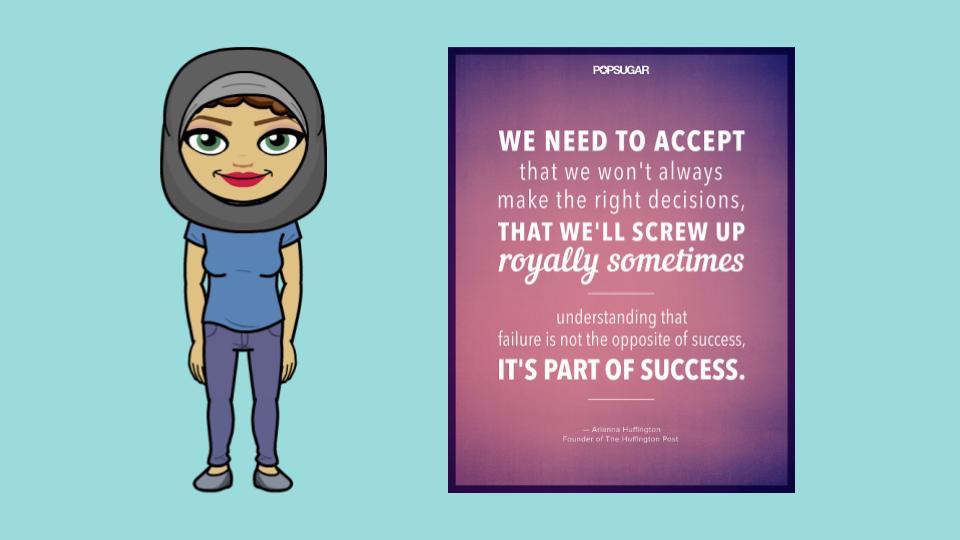 POPSUGAR
WE NEED TO ACCEPT
that we won't always
make the right decisions,
THAT WE'LL SCREW UP
royally sometimes
understanding that
failure is not the opposite of success,
IT'S PART OF SUCCESS.
— Arianna Huffington
Founder of The Huffington Post